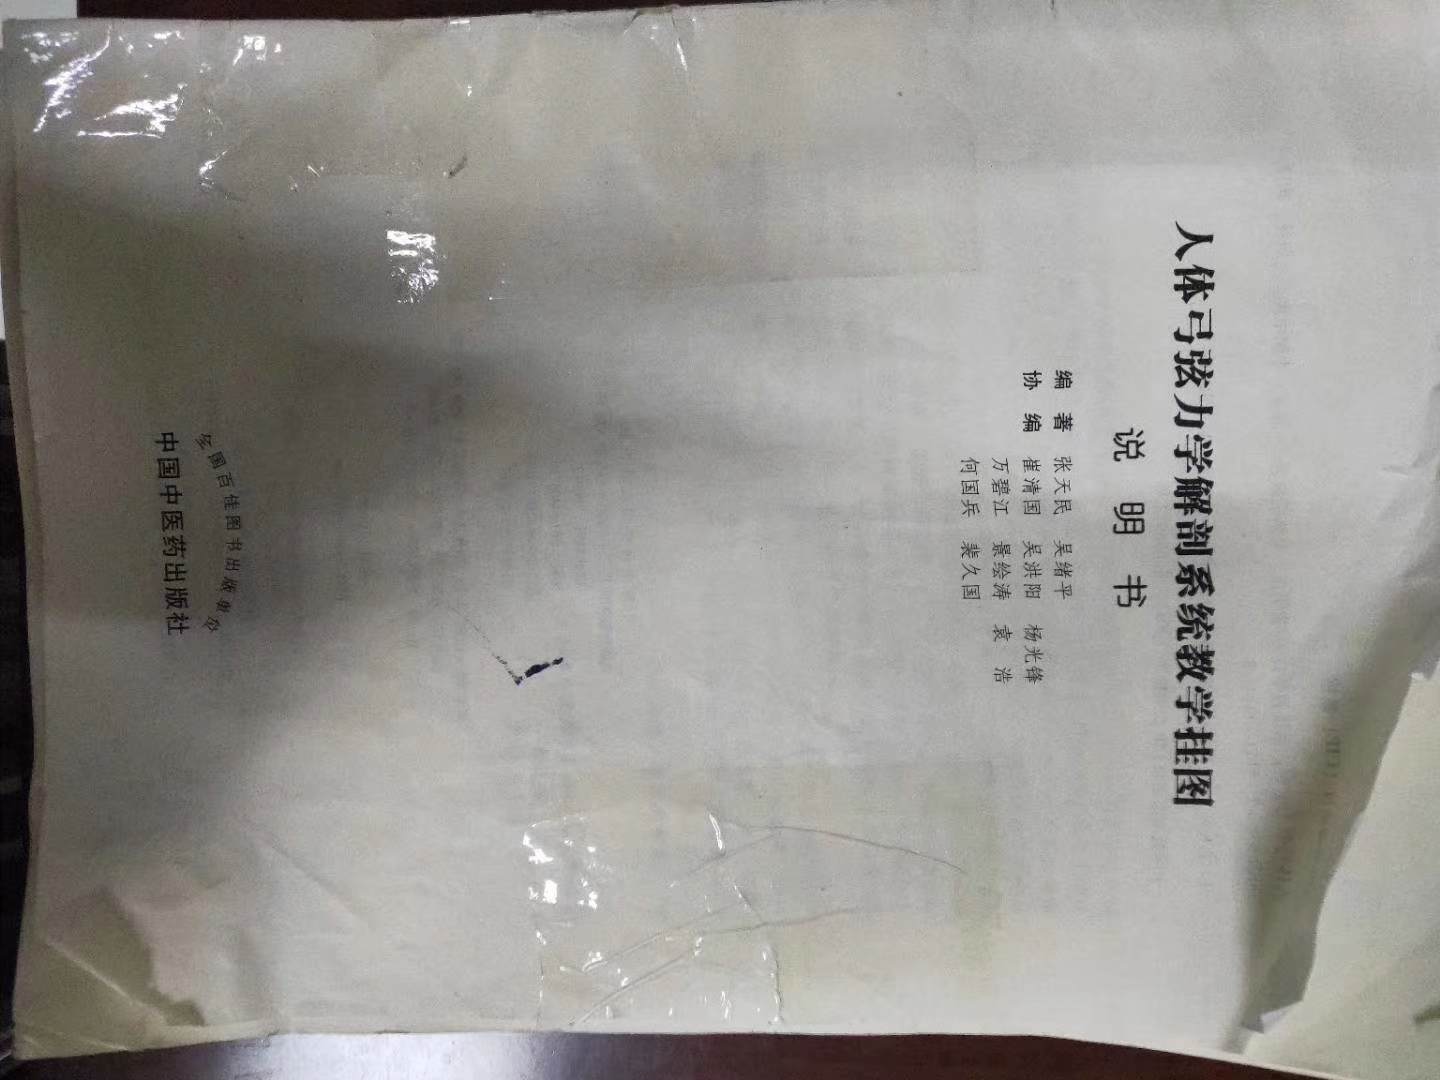 人体弓弦力学解剖系统教学挂图
说明书
编著 张天民 吴绪平
协编 崔清国 吴洪阳 杨光锋
万碧江 景绘涛 袁浩
何国兵 裴久国
全国百佳图书出版单位
中国中医药出版社